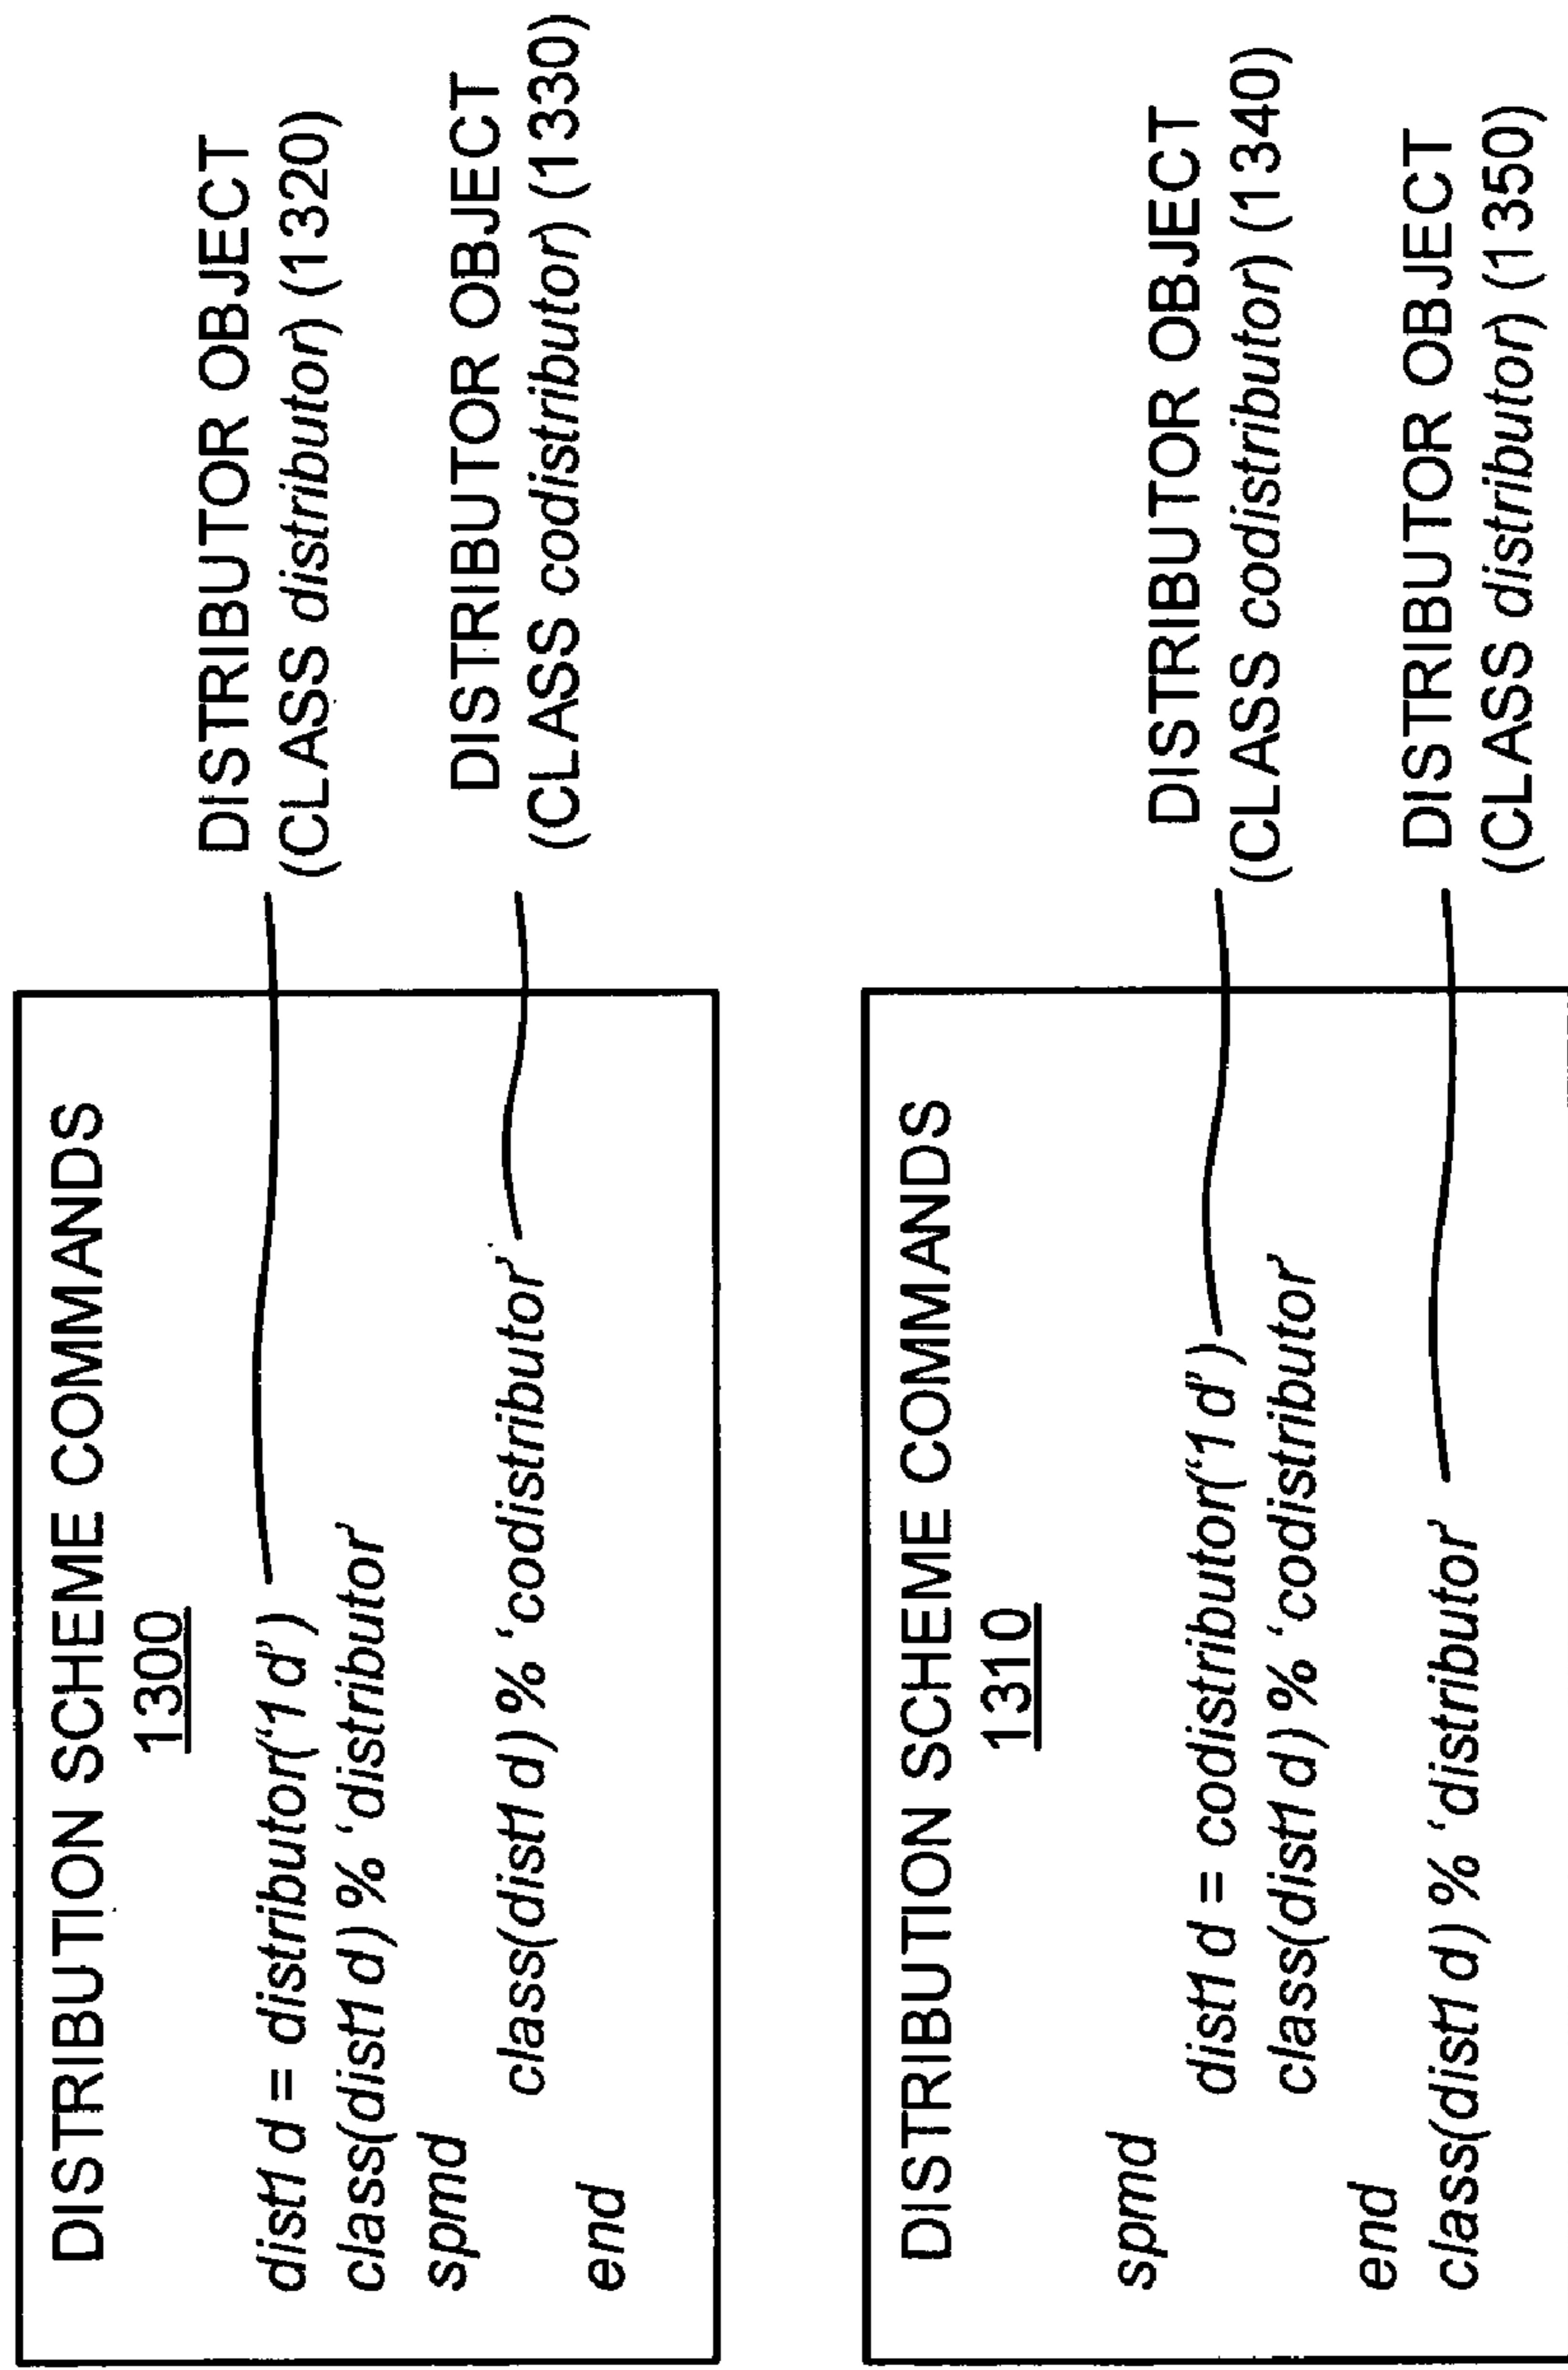 DISTRIBUTION SCHEME COMMANDS
1300
dist1d = distributor('1d')
class(dist1d) % 'distributor'
spmd
class(dist1d) % 'codistributor'
end
DISTRIBUTOR OBJECT
(CLASS distributor) (1320)
DISTRIBUTOR OBJECT
(CLASS codistributor) (1330)
DISTRIBUTION SCHEME COMMANDS
1310
spmd
dist1d = codistributor('1d')
class(dist1d) % 'codistributor'
end
class(dist1d) % 'distributor'
DISTRIBUTOR OBJECT
(CLASS codistributor) (1340)
DISTRIBUTOR OBJECT
(CLASS distributor) (1350)